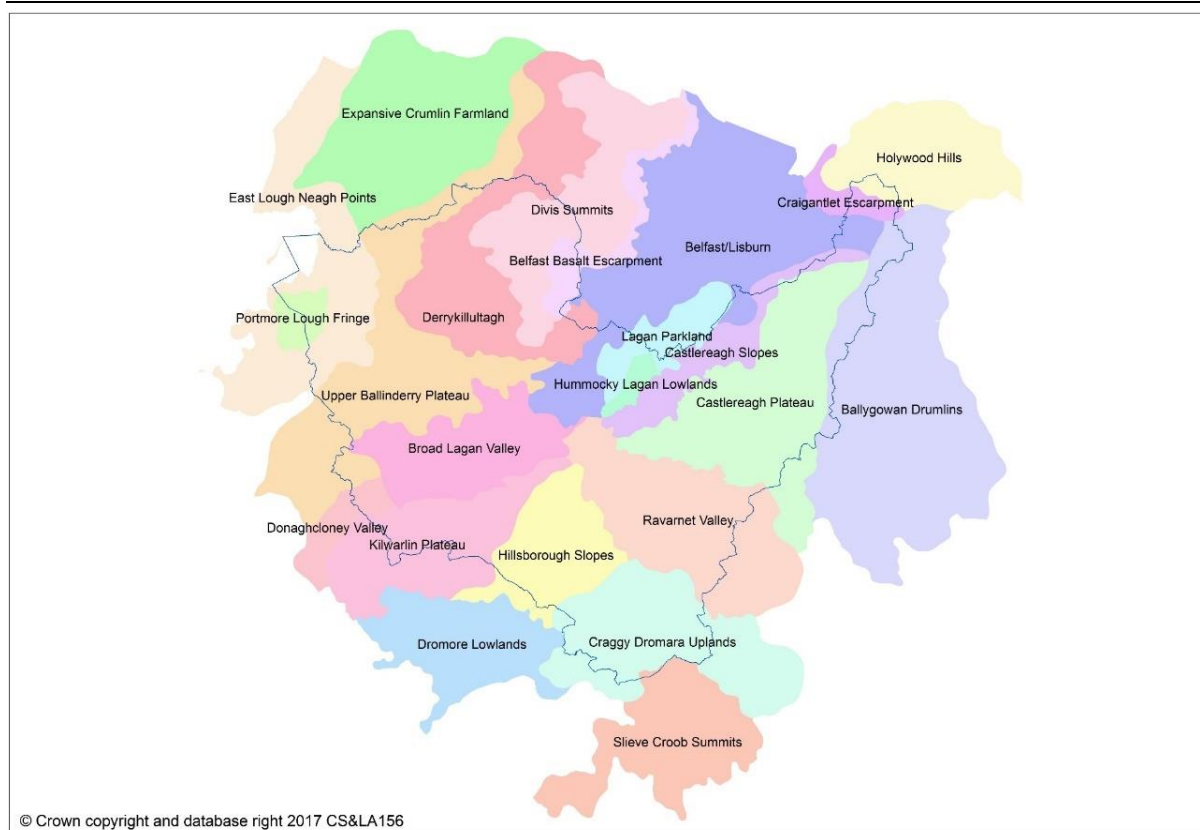 Expansive Crumlin Farmland
Holywood Hills
East Lough Neagh Points
Craigantlet Escarpment
Divis Summits
Belfast/Lisburn
Belfast Basalt Escarpment
Portmore Lough Fringe
Derrykillultagh
Lagan Parkland
Castlereagh Slopes
Hummocky Lagan Lowlands
Upper Ballinderry Plateau
Castlereagh Plateau
Ballygowan Drumlins
Broad Lagan Valley
Ravarnet Valley
Donaghcloney Valley
Kilwarlin Plateau
Hillsborough Slopes
Dromore Lowlands
Craggy Dromara Uplands
Slieve Croob Summits
© Crown copyright and database right 2017 CS&LA156